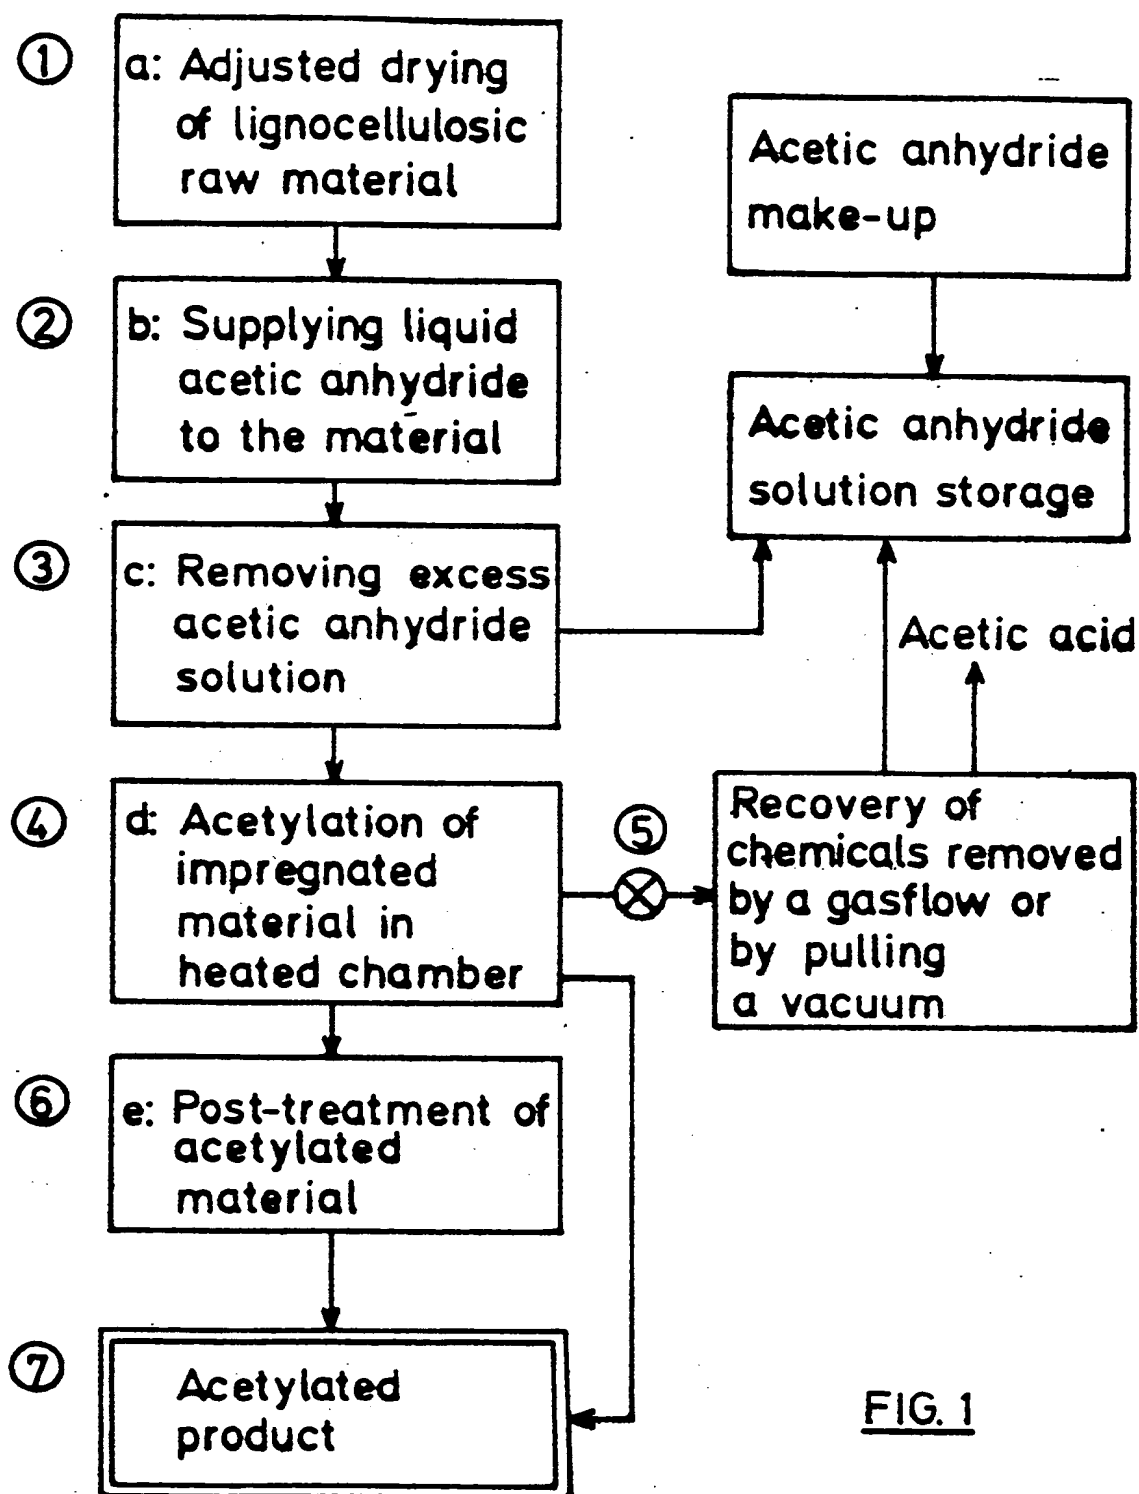 ①
a: Adjusted drying
of lignocellulosic
raw material
②
b: Supplying liquid
acetic anhydride
to the material
③
c: Removing excess
acetic anhydride
solution
④
d: Acetylation of
impregnated
material in
heated chamber
⑤
⑥
e: Post-treatment of
acetylated
material
⑦
Acetylated
product
Acetic anhydride
make-up
Acetic anhydride
solution storage
Acetic acid
Recovery of
chemicals removed
by a gasflow or
by pulling
a vacuum
FIG. 1